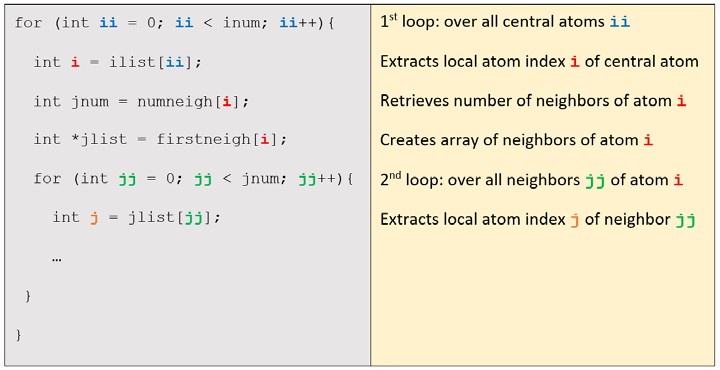 for (int ii = 0; ii < inum; ii++){
1st loop: over all central atoms ii
int i = ilist[ii];
Extracts local atom index i of central atom
int jnum = numneigh[i];
Retrieves number of neighbors of atom i
int *jlist = firstneigh[i];
Creates array of neighbors of atom i
for (int jj = 0; jj < jnum; jj++){
2nd loop: over all neighbors jj of atom i
int j = jlist[jj];
Extracts local atom index j of neighbor jj
…
}
}